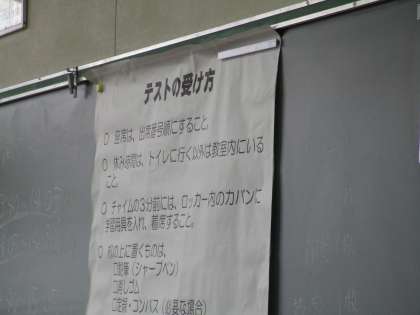 テストの受け方
○ 座席は、出席番号順にすること。
○ 休み時間は、トイレに行く以外は教室内にいる
こと。
○ チャイムの3分前には、ロッカー内のカバンに
学習用具を入れ、着席すること。
○ 机の上に置くものは、
□鉛筆（シャープペン）
□消しゴム
□定規・コンパス（必要な場合）